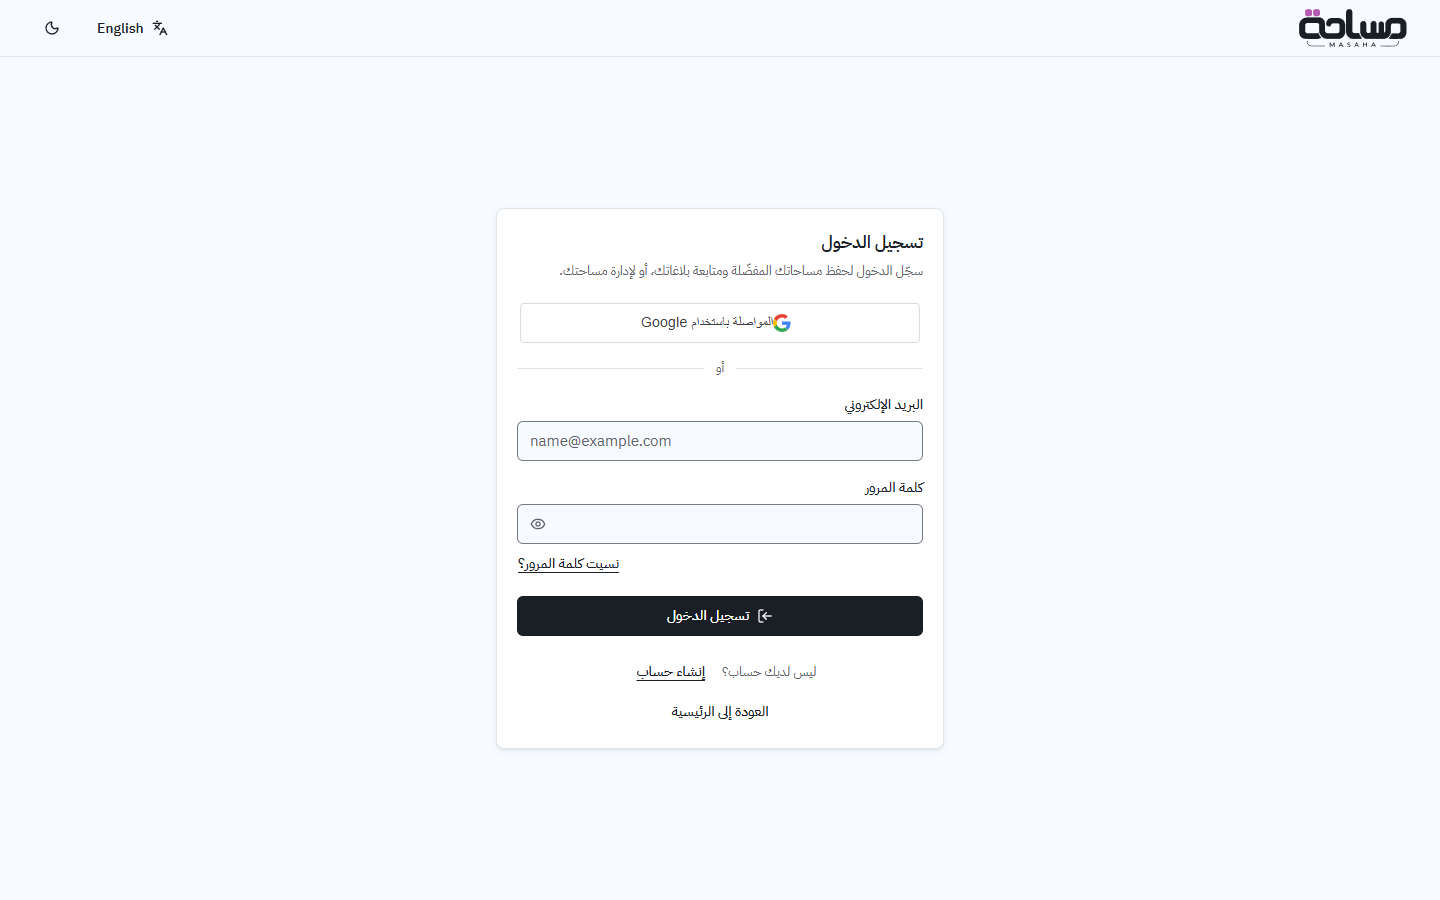 مساحة
MASAHA
English
تسجيل الدخول
سجّل الدخول لحفظ مساحاتك المفضّلة ومتابعة بلاغاتك، أو لإدارة مساحتك.
المواصلة باستخدام Google
أو
البريد الإلكتروني
name@example.com
كلمة المرور
نسيت كلمة المرور؟
تسجيل الدخول
ليس لديك حساب؟ إنشاء حساب
العودة إلى الرئيسية